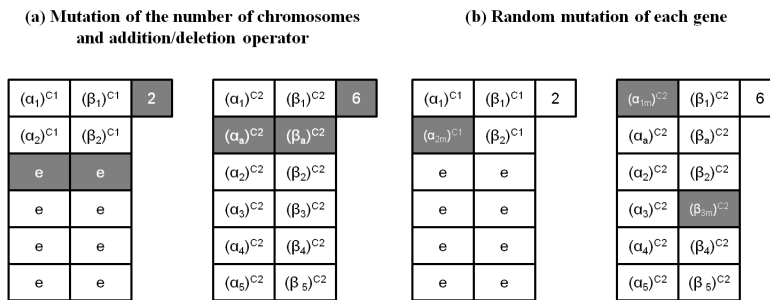 (a) Mutation of the number of chromosomes
and addition/deletion operator
(b) Random mutation of each gene
(α₁)^C1 (β₁)^C1 2
(α₂)^C1 (β₂)^C1
e e
e e
e e
e e
(α₁)^C2 (β₁)^C2 6
(αₐ)^C2 (βₐ)^C2
(α₂)^C2 (β₂)^C2
(α₃)^C2 (β₃)^C2
(α₄)^C2 (β₄)^C2
(α₅)^C2 (β ₅)^C2
(α₁)^C1 (β₁)^C1 2
(α₂ₘ)^C1 (β₂)^C1
e e
e e
e e
e e
(α₁ₘ)^C2 (β₁)^C2 6
(αₐ)^C2 (βₐ)^C2
(α₂)^C2 (β₂)^C2
(α₃)^C2 (β₃ₘ)^C2
(α₄)^C2 (β₄)^C2
(α₅)^C2 (β ₅)^C2